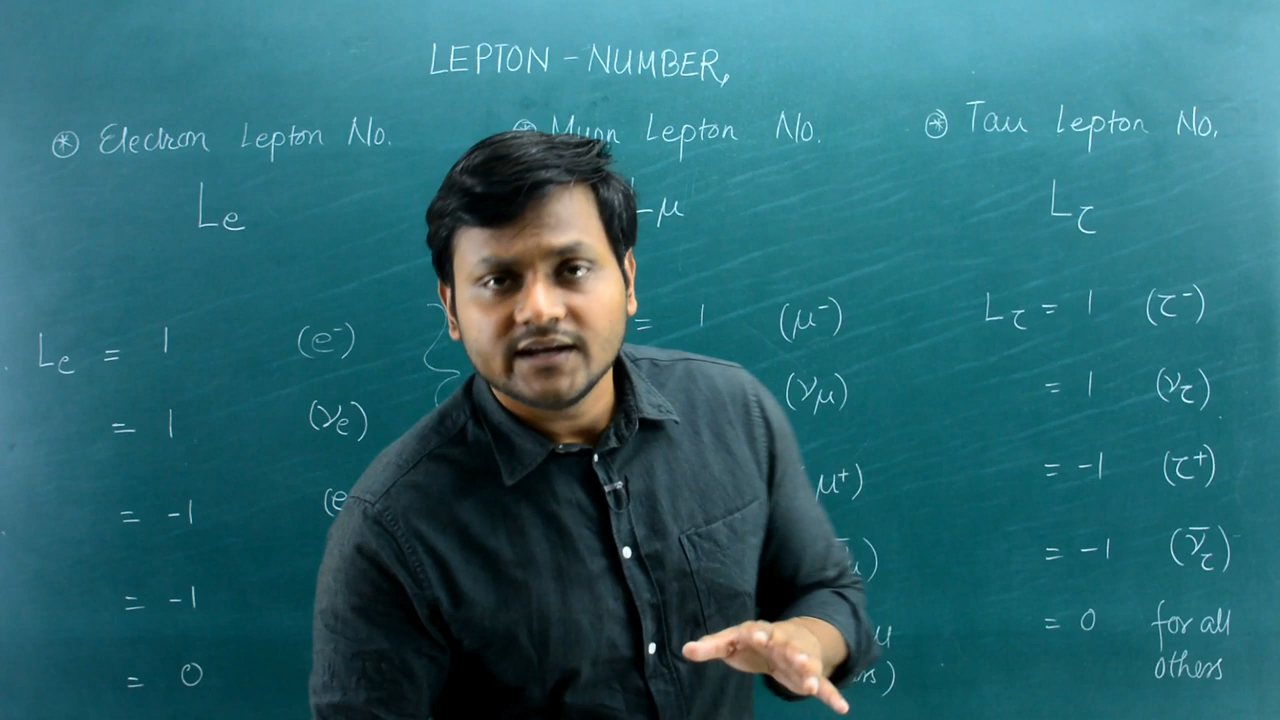 LEPTON - NUMBER,
⊛ Electron Lepton No.
Le
Le = 1 (e⁻)
= 1 (νe)
= -1 (e
= -1
= 0
⊛ Muon Lepton No.
μ
= 1 (μ⁻)
(νμ)
μ⁺)
)
)
⊛ Tau Lepton No.
Lτ
Lτ = 1 (τ⁻)
= 1 (ντ)
= -1 (τ⁺)
= -1 (ν̄τ)
= 0 for all
others